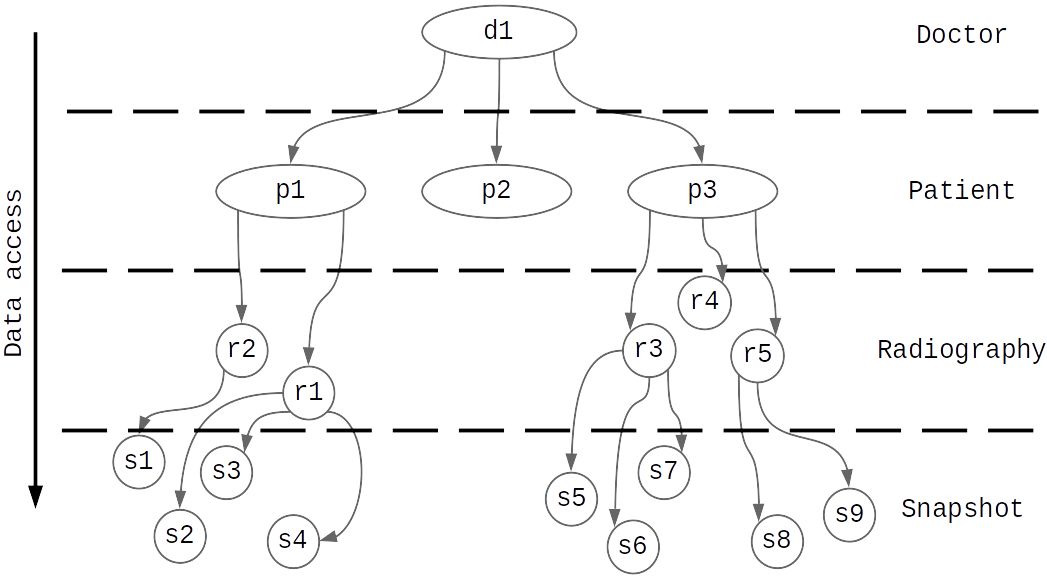 d1
Doctor
p1
p2
p3
Patient
Data access
r4
r2
r3
r5
Radiography
r1
s1
s3
s7
s5
s9
Snapshot
s2
s4
s6
s8